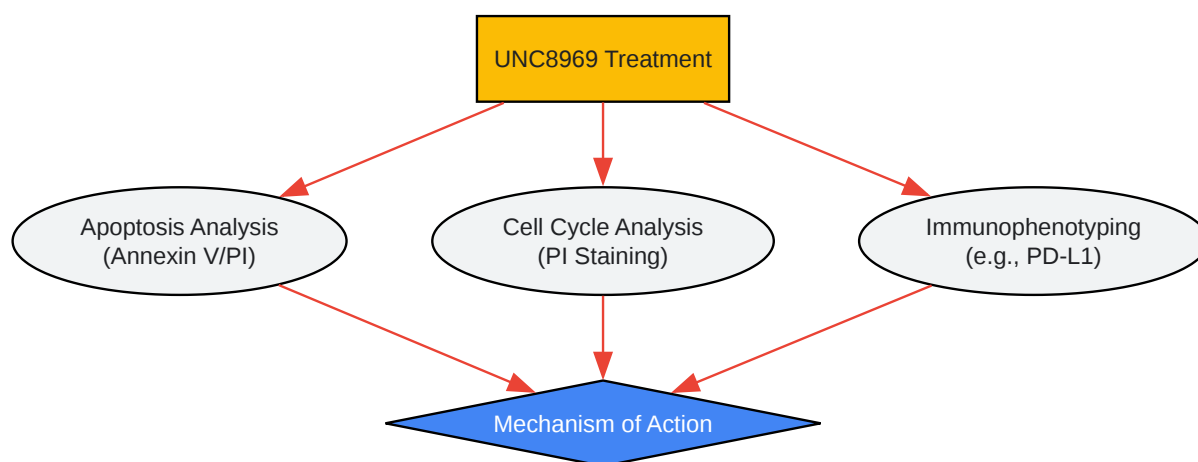 UNC8969 Treatment
Apoptosis Analysis
(Annexin V/PI)
Cell Cycle Analysis
(PI Staining)
Immunophenotyping
(e.g., PD-L1)
Mechanism of Action